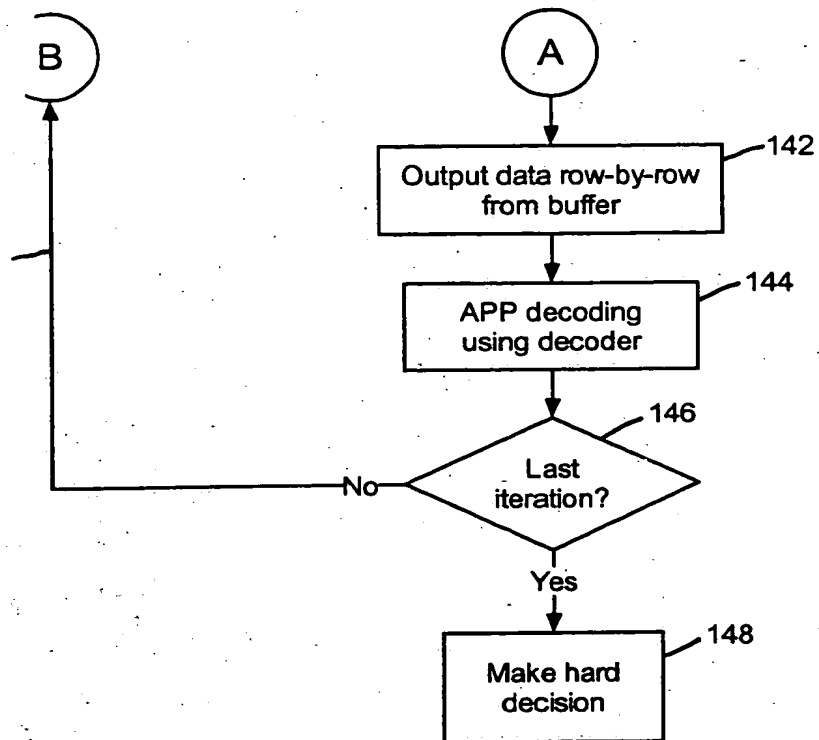 B
A
Output data row-by-row
from buffer
142
APP decoding
using decoder
144
Last
iteration?
146
No
Yes
Make hard
decision
148